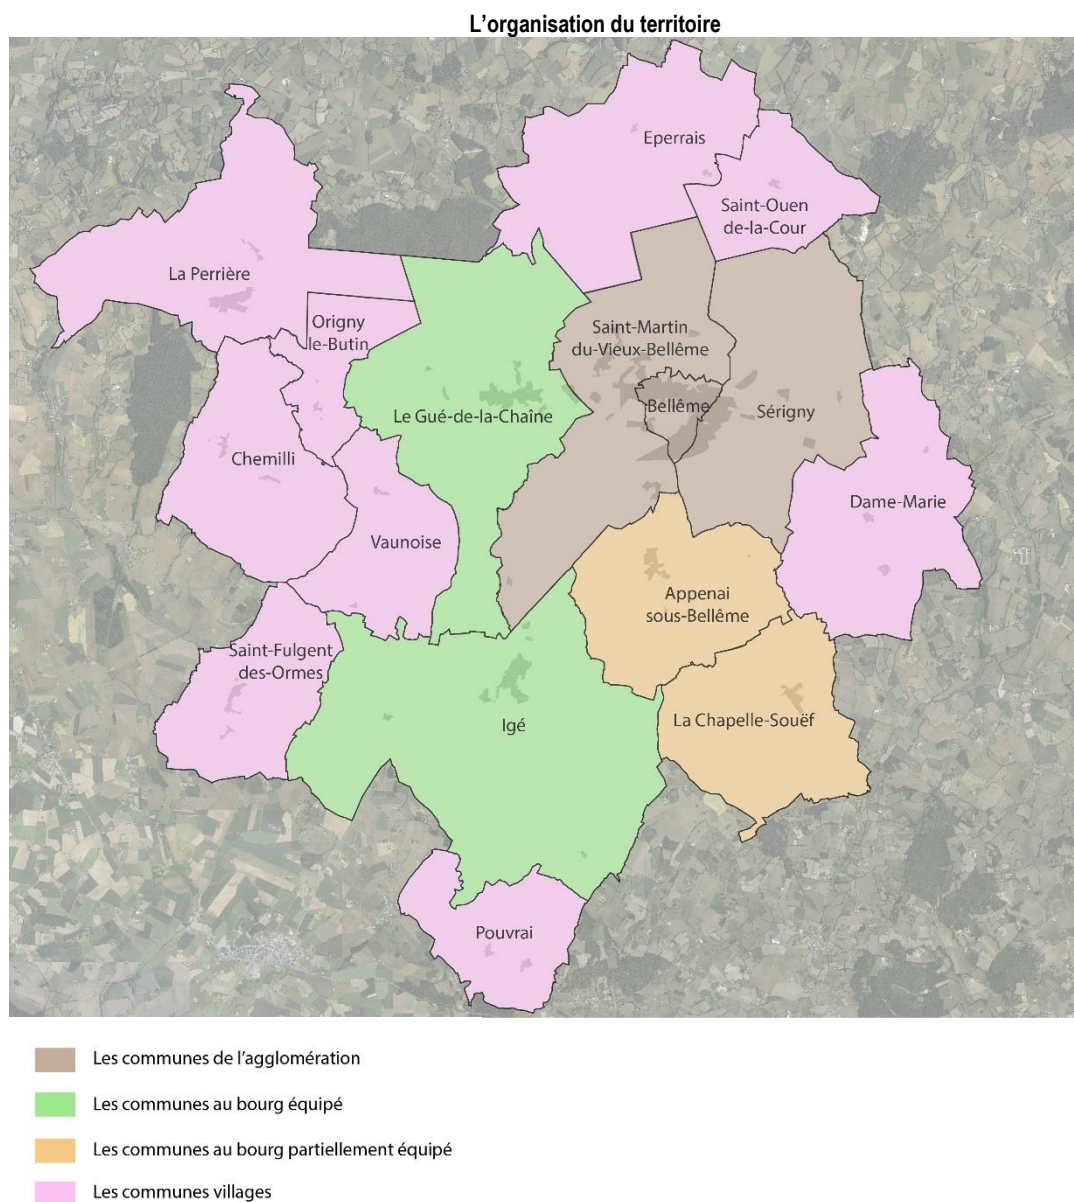 L'organisation du territoire
Eperrais
Saint-Ouen
de-la-Cour
La Perrière
Origny
le-Butin
Saint-Martin
du-Vieux-Bellême
Bellême
Le Gué-de-la-Chaîne
Sérigny
Chemilli
Dame-Marie
Vaunoise
Appenai
sous-Bellême
Saint-Fulgent
des-Ormes
Igé
La Chapelle-Souëf
Pouvrai
Les communes de l'agglomération
Les communes au bourg équipé
Les communes au bourg partiellement équipé
Les communes villages